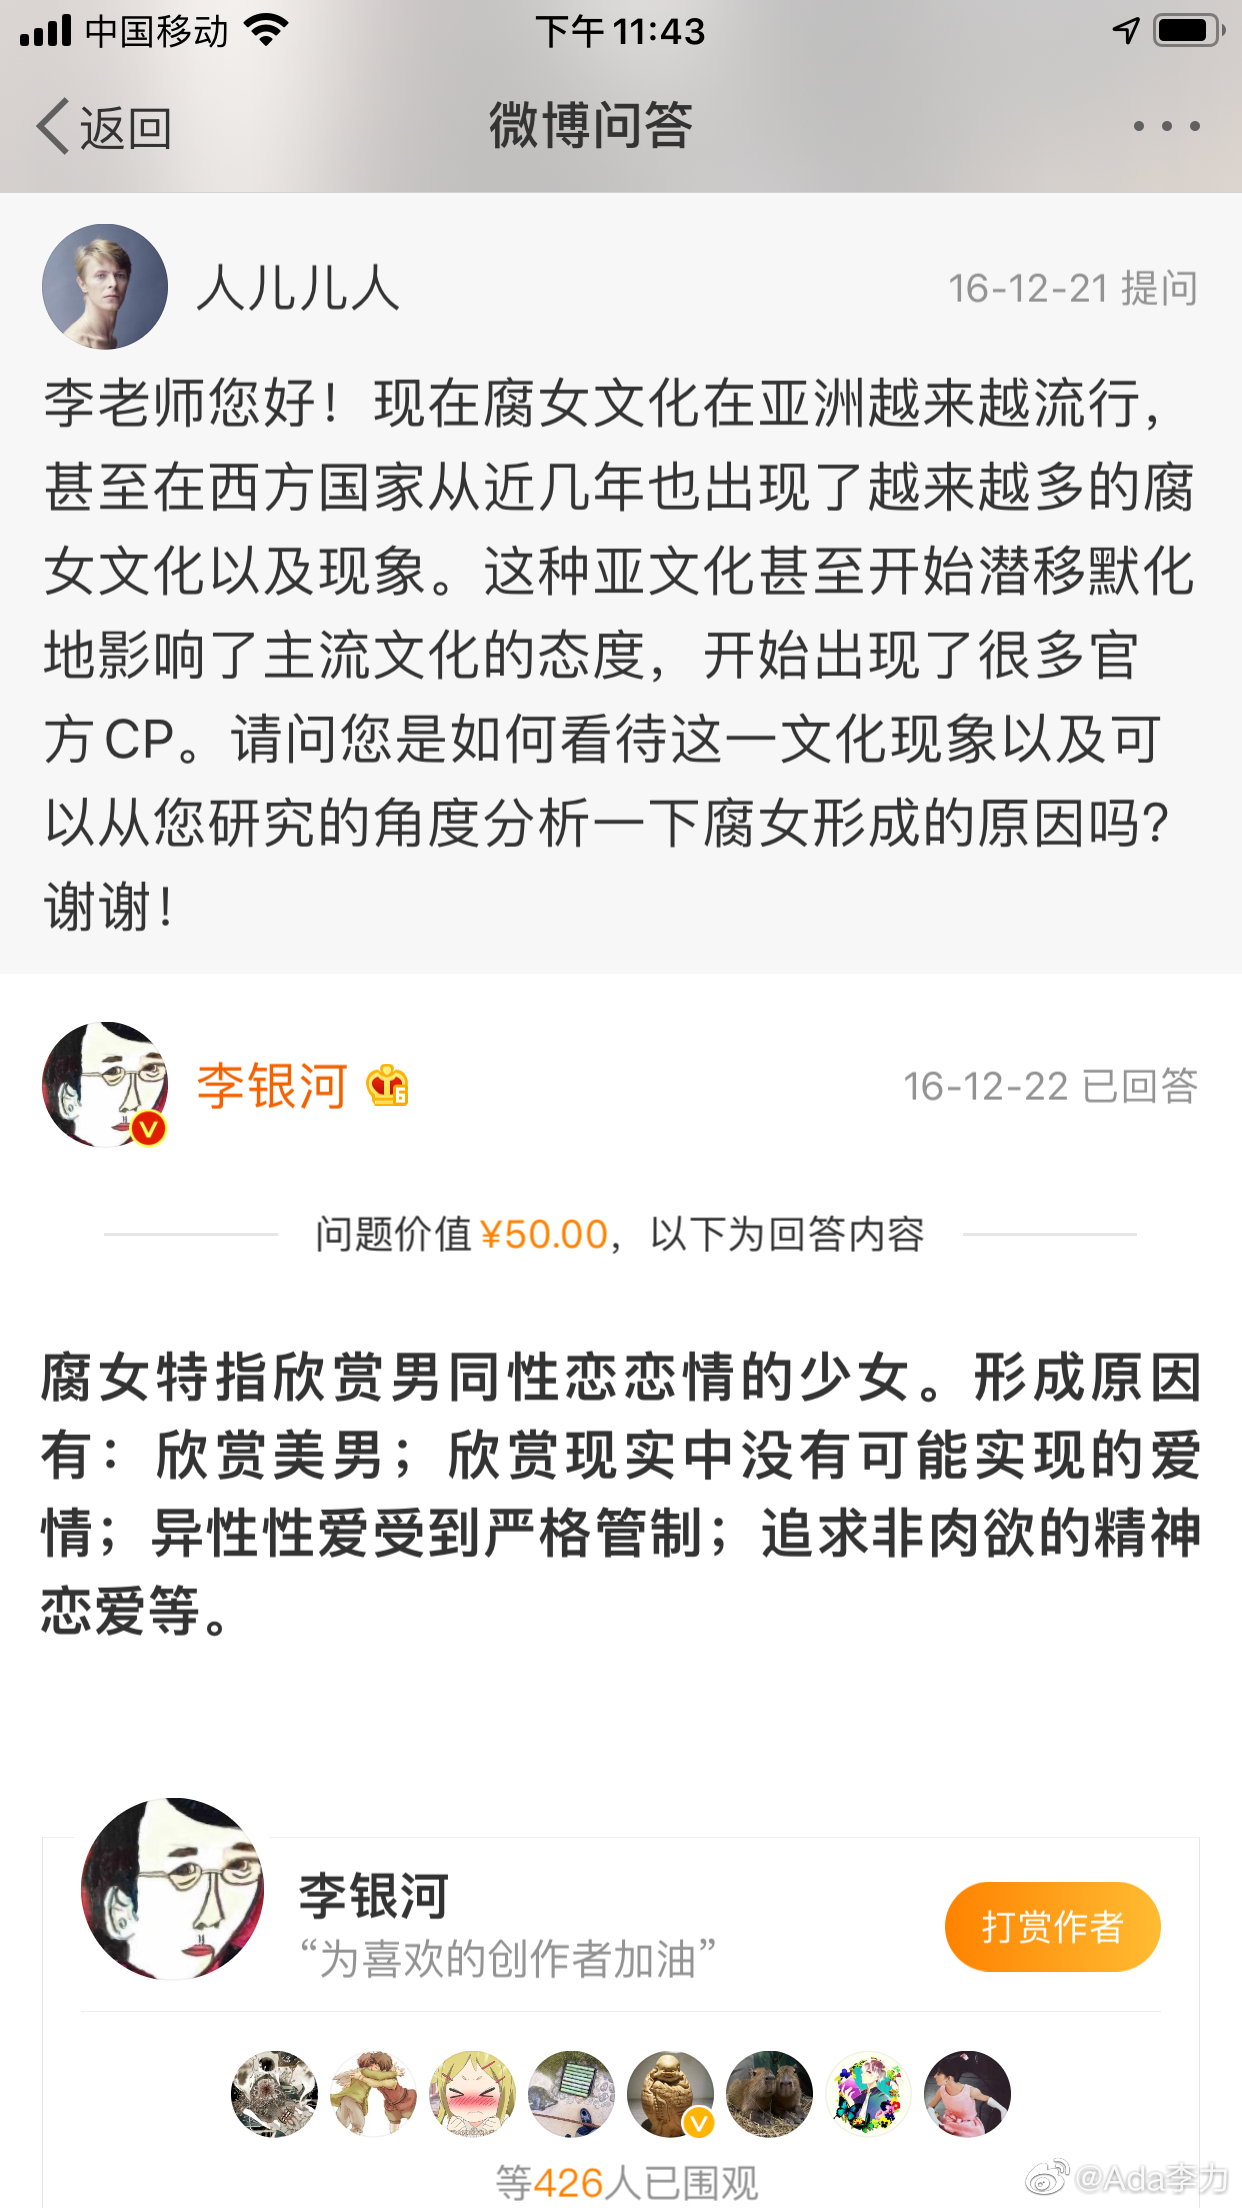 中国移动
下午11:43
返回
微博问答
人儿儿人
16-12-21 提问
李老师您好！现在腐女文化在亚洲越来越流行，
甚至在西方国家从近几年也出现了越来越多的腐
女文化以及现象。这种亚文化甚至开始潜移默化
地影响了主流文化的态度，开始出现了很多官
方CP。请问您是如何看待这一文化现象以及可
以从您研究的角度分析一下腐女形成的原因吗？
谢谢！
李银河
16-12-22 已回答
问题价值 ¥50.00，以下为回答内容
腐女特指欣赏男同性恋恋情的少女。形成原因
有：欣赏美男；欣赏现实中没有可能实现的爱
情；异性性爱受到严格管制；追求非肉欲的精神
恋爱等。
李银河
“为喜欢的创作者加油”
打赏作者
等426人已围观
@Ada李力